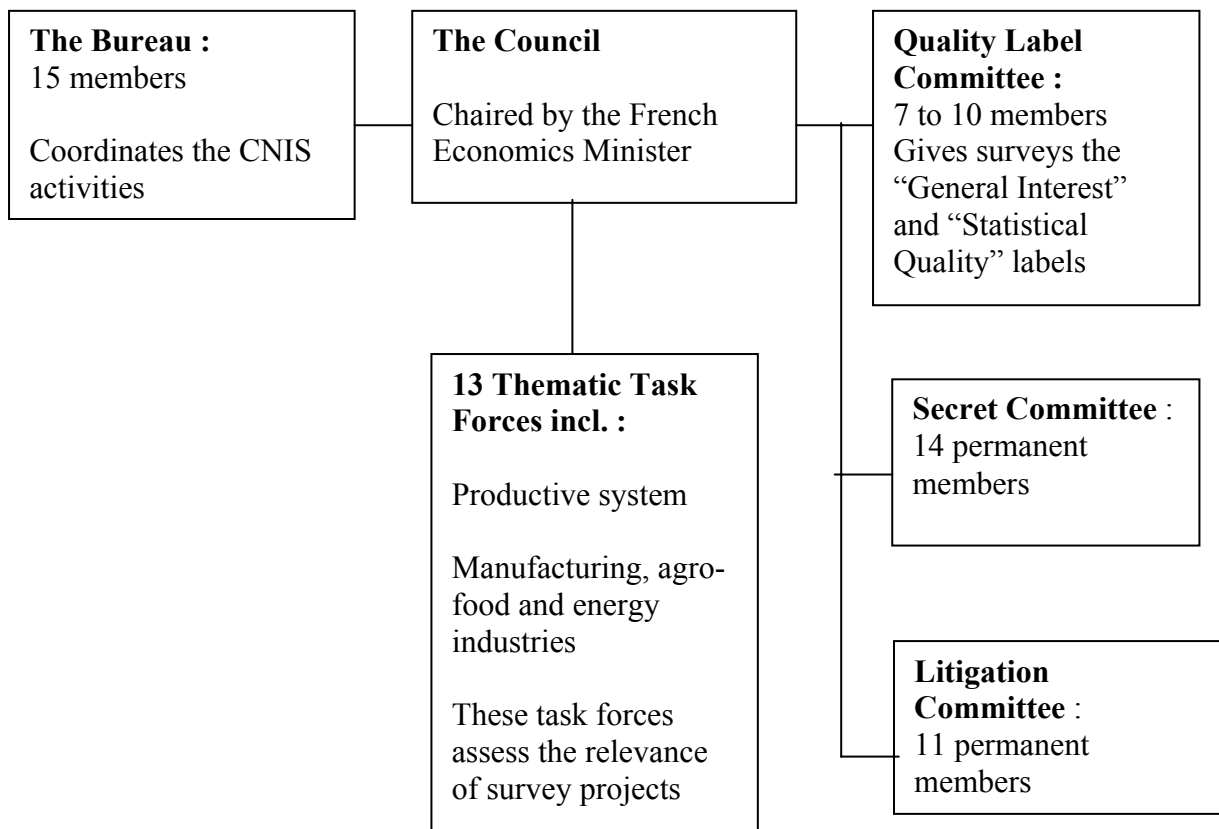 The Bureau :
15 members
Coordinates the CNIS
activities
The Council
Chaired by the French
Economics Minister
Quality Label
Committee :
7 to 10 members
Gives surveys the
“General Interest”
and “Statistical
Quality” labels
13 Thematic Task
Forces incl. :
Productive system
Manufacturing, agro-
food and energy
industries
These task forces
assess the relevance
of survey projects
Secret Committee :
14 permanent
members
Litigation
Committee :
11 permanent
members